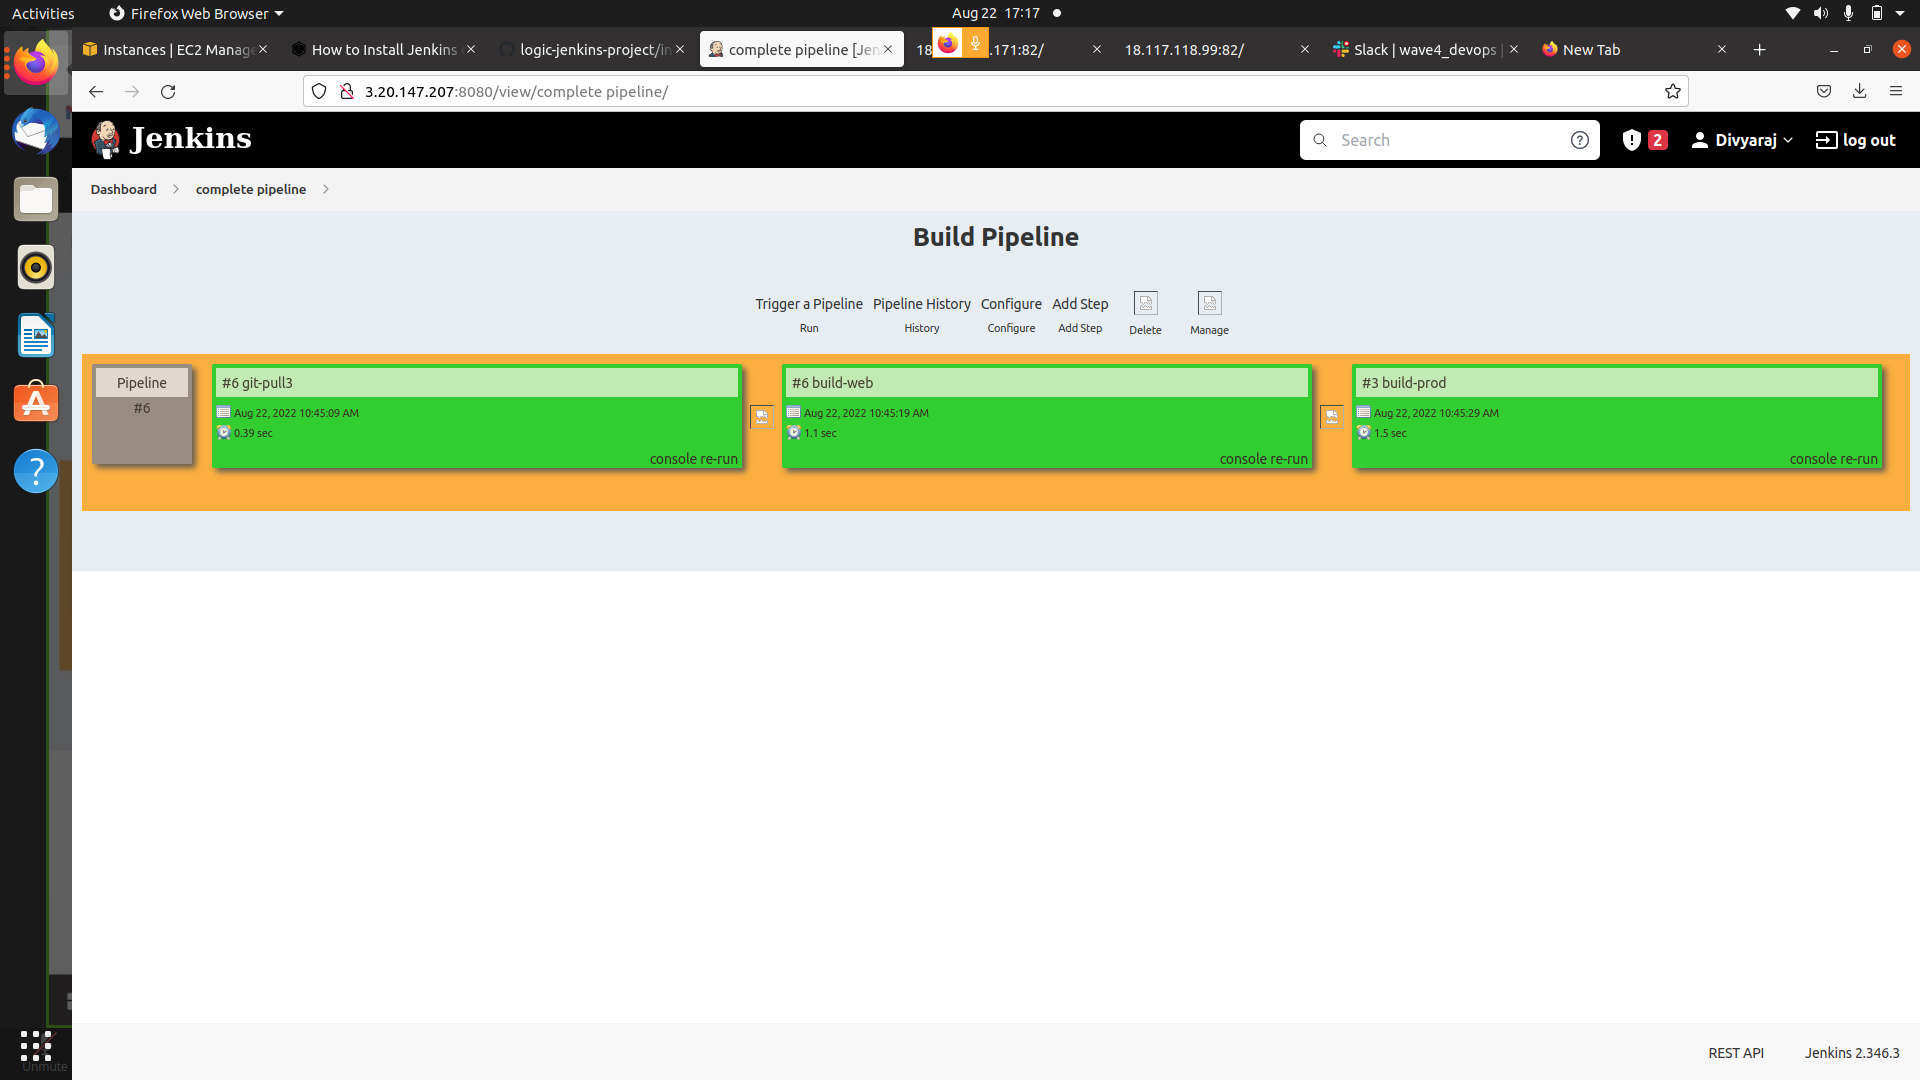 Activities Firefox Web Browser Aug 22 17:17
Instances | EC2 Manage How to Install Jenkins logic-jenkins-project/in complete pipeline [Jen 18 .171:82/ 18.117.118.99:82/ Slack | wave4_devops | New Tab
3.20.147.207:8080/view/complete pipeline/
Jenkins Search 2 Divyaraj log out
Dashboard complete pipeline
Build Pipeline
Trigger a Pipeline Pipeline History Configure Add Step
Run History Configure Add Step Delete Manage
Pipeline #6 git-pull3 #6 build-web #3 build-prod
#6 Aug 22, 2022 10:45:09 AM Aug 22, 2022 10:45:19 AM Aug 22, 2022 10:45:29 AM
0.39 sec 1.1 sec 1.5 sec
console re-run console re-run console re-run
Unmute
REST API Jenkins 2.346.3